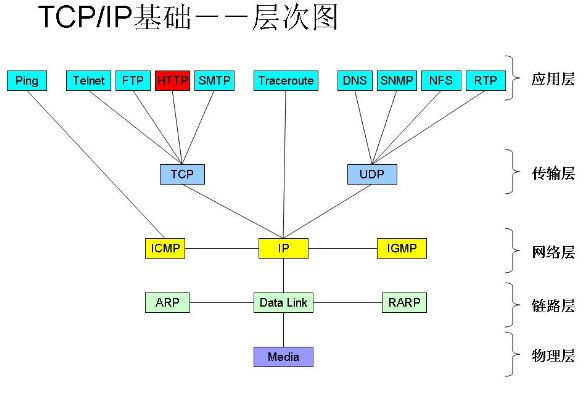 TCP/IP基础－－层次图
Ping Telnet FTP HTTP SMTP Traceroute DNS SNMP NFS RTP 应用层
TCP UDP 传输层
ICMP IP IGMP 网络层
ARP Data Link RARP 链路层
Media 物理层